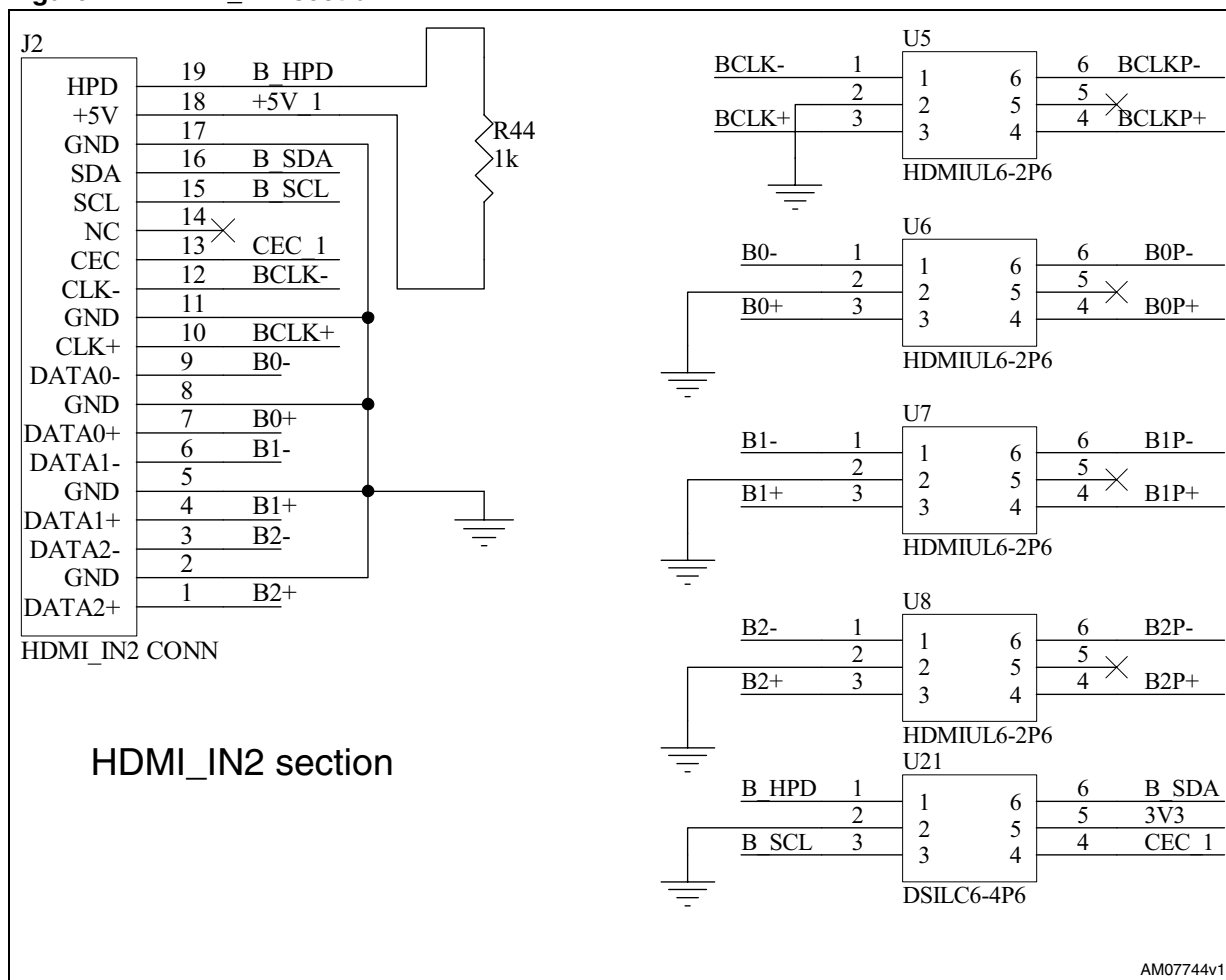 J2
HPD 19 B_HPD
+5V 18 +5V_1
GND 17
SDA 16 B_SDA
SCL 15 B_SCL
NC 14
CEC 13 CEC_1
CLK- 12 BCLK-
GND 11
CLK+ 10 BCLK+
DATA0- 9 B0-
GND 8
DATA0+ 7 B0+
DATA1- 6 B1-
GND 5
DATA1+ 4 B1+
DATA2- 3 B2-
GND 2
DATA2+ 1 B2+
HDMI_IN2 CONN
R44
1k
HDMI_IN2 section
U5
BCLK- 1 1 6 6 BCLKP-
2 2 5 5
BCLK+ 3 3 4 4 BCLKP+
HDMIUL6-2P6
U6
B0- 1 1 6 6 B0P-
2 2 5 5
B0+ 3 3 4 4 B0P+
HDMIUL6-2P6
U7
B1- 1 1 6 6 B1P-
2 2 5 5
B1+ 3 3 4 4 B1P+
HDMIUL6-2P6
U8
B2- 1 1 6 6 B2P-
2 2 5 5
B2+ 3 3 4 4 B2P+
HDMIUL6-2P6
U21
B_HPD 1 1 6 6 B_SDA
2 2 5 5 3V3
B_SCL 3 3 4 4 CEC_1
DSILC6-4P6
AM07744v1